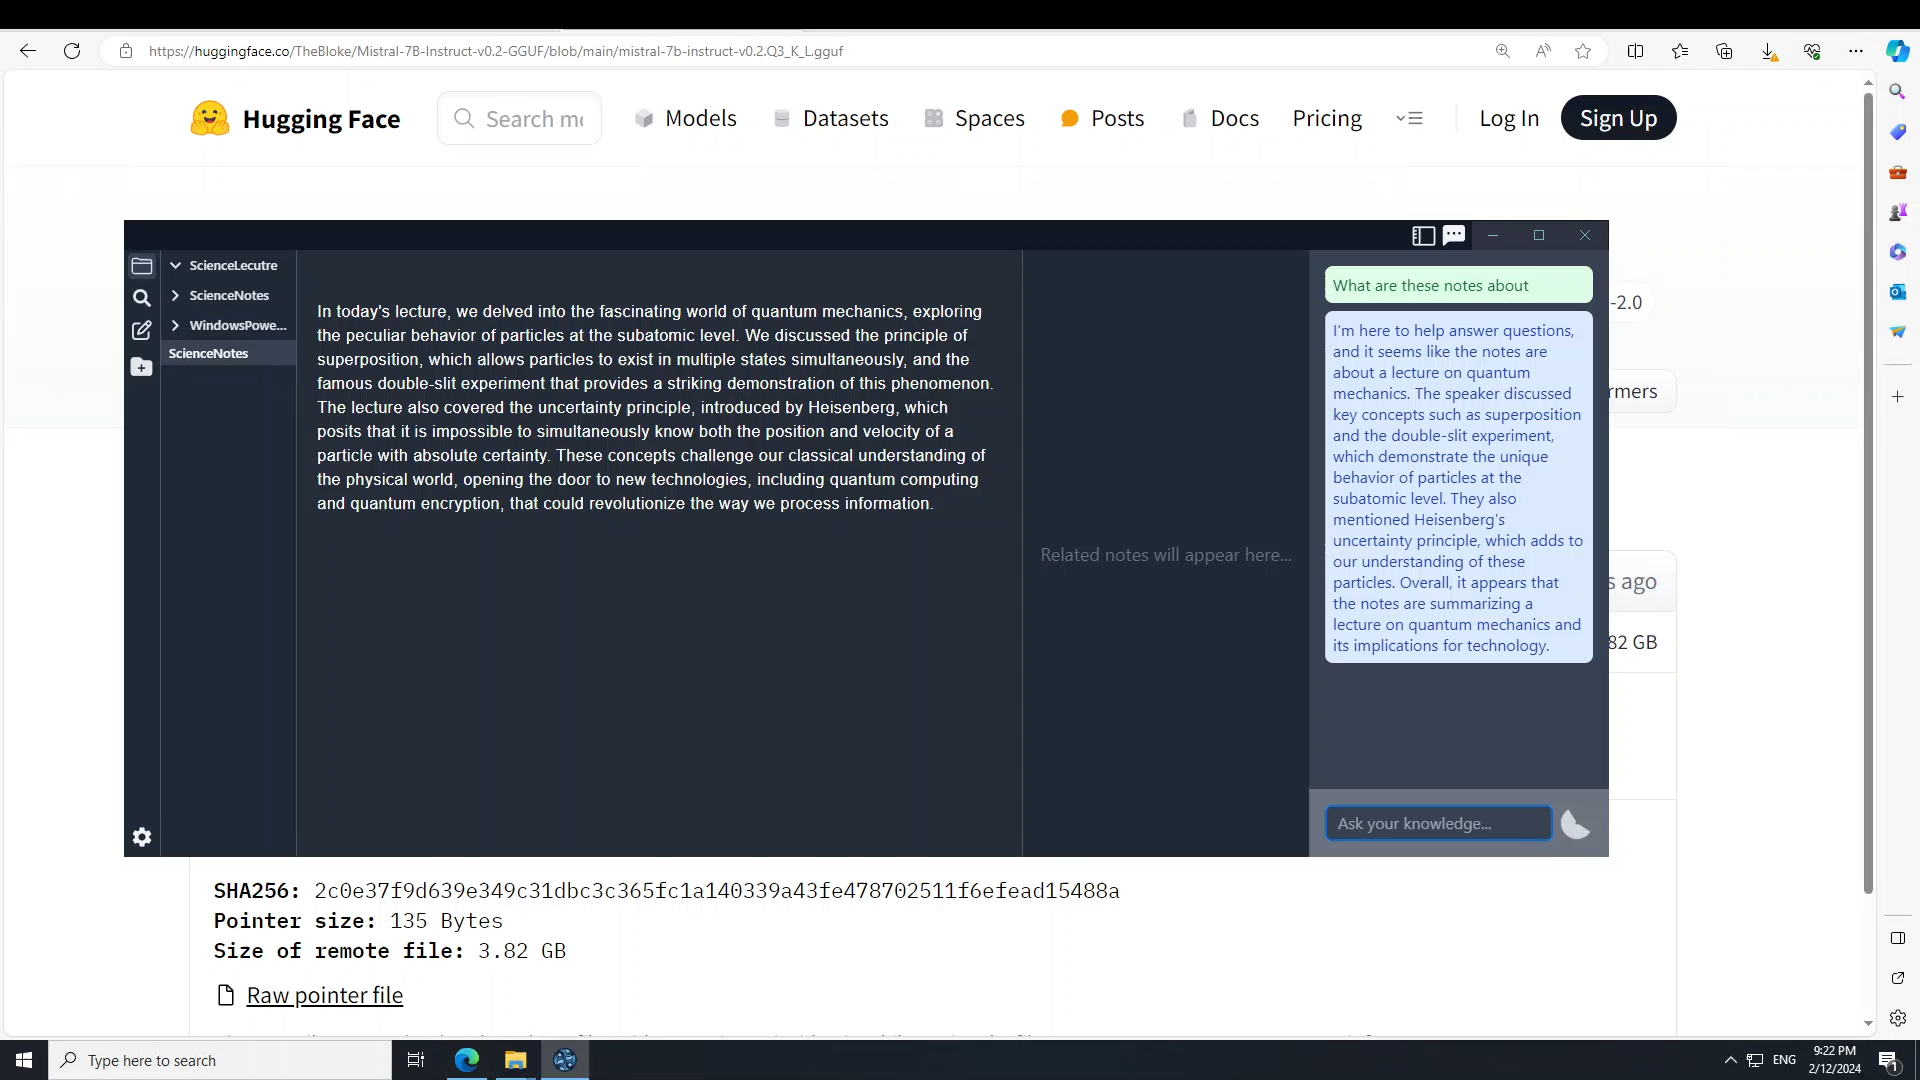 https://huggingface.co/TheBloke/Mistral-7B-Instruct-v0.2-GGUF/blob/main/mistral-7b-instruct-v0.2.Q3_K_L.gguf
Hugging Face
Search mo
Models
Datasets
Spaces
Posts
Docs
Pricing
Log In
Sign Up
-2.0
rmers
s ago
82 GB
ScienceLecutre
ScienceNotes
WindowsPowe...
ScienceNotes
In today's lecture, we delved into the fascinating world of quantum mechanics, exploring
the peculiar behavior of particles at the subatomic level. We discussed the principle of
superposition, which allows particles to exist in multiple states simultaneously, and the
famous double-slit experiment that provides a striking demonstration of this phenomenon.
The lecture also covered the uncertainty principle, introduced by Heisenberg, which
posits that it is impossible to simultaneously know both the position and velocity of a
particle with absolute certainty. These concepts challenge our classical understanding of
the physical world, opening the door to new technologies, including quantum computing
and quantum encryption, that could revolutionize the way we process information.
Related notes will appear here...
What are these notes about
I'm here to help answer questions,
and it seems like the notes are
about a lecture on quantum
mechanics. The speaker discussed
key concepts such as superposition
and the double-slit experiment,
which demonstrate the unique
behavior of particles at the
subatomic level. They also
mentioned Heisenberg's
uncertainty principle, which adds to
our understanding of these
particles. Overall, it appears that
the notes are summarizing a
lecture on quantum mechanics and
its implications for technology.
Ask your knowledge...
SHA256: 2c0e37f9d639e349c31dbc3c365fc1a140339a43fe478702511f6efead15488a
Pointer size: 135 Bytes
Size of remote file: 3.82 GB
Raw pointer file
Type here to search
ENG
9:22 PM
2/12/2024
1